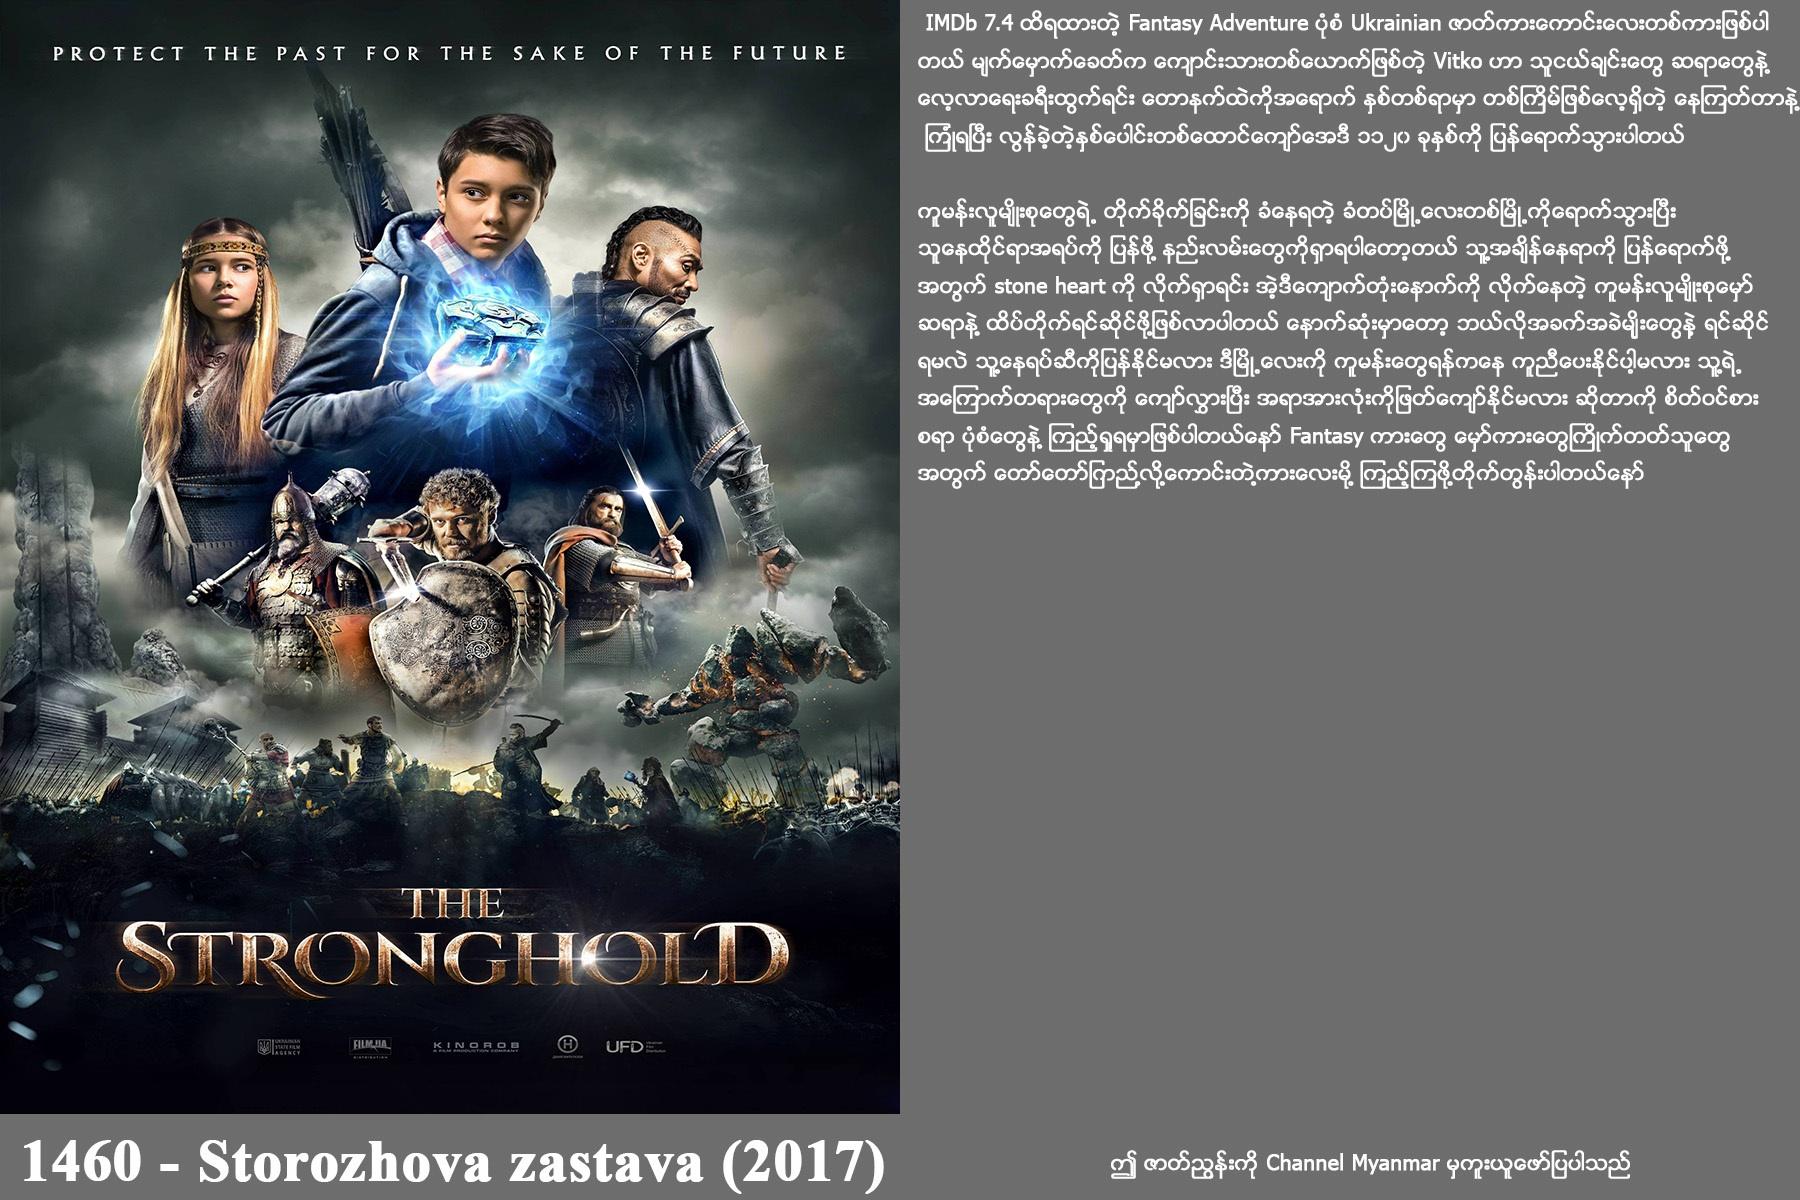 PROTECT THE PAST FOR THE SAKE OF THE FUTURE
THE
STRONGHOLD
UKRAINIAN
STATE FILM
AGENCY
FILM.UA
DISTRIBUTION
KINOROB
A FILM PRODUCTION COMPANY
UFD
1460 - Storozhova zastava (2017)
IMDb 7.4 ထိရထားတဲ့ Fantasy Adventure ပုံစံ Ukrainian ဇာတ်ကားကောင်းလေးတစ်ကားဖြစ်ပါ
တယ် မျက်မှောက်ခေတ်က ကျောင်းသားတစ်ယောက်ဖြစ်တဲ့ Vitko ဟာ သူငယ်ချင်းတွေ ဆရာတွေနဲ့
လေ့လာရေးခရီးထွက်ရင်း တောနက်ထဲကိုအရောက် နှစ်တစ်ရာမှာ တစ်ကြိမ်ဖြစ်လေ့ရှိတဲ့ နေကြတ်တာနဲ့
ကြုံရပြီး လွန်ခဲ့တဲ့နှစ်ပေါင်းတစ်ထောင်ကျော်အေဒီ ၁၁၂၀ ခုနှစ်ကို ပြန်ရောက်သွားပါတယ်
ကူမန်းလူမျိုးစုတွေရဲ့ တိုက်ခိုက်ခြင်းကို ခံနေရတဲ့ ခံတပ်မြို့လေးတစ်မြို့ကိုရောက်သွားပြီး
သူနေထိုင်ရာအရပ်ကို ပြန်ဖို့ နည်းလမ်းတွေကိုရှာရပါတော့တယ် သူ့အချိန်နေရာကို ပြန်ရောက်ဖို့
အတွက် stone heart ကို လိုက်ရှာရင်း အဲ့ဒီကျောက်တုံးနောက်ကို လိုက်နေတဲ့ ကူမန်းလူမျိုးစုမှော်
ဆရာနဲ့ ထိပ်တိုက်ရင်ဆိုင်ဖို့ဖြစ်လာပါတယ် နောက်ဆုံးမှာတော့ ဘယ်လိုအခက်အခဲမျိုးတွေနဲ့ ရင်ဆိုင်
ရမလဲ သူ့နေရပ်ဆီကိုပြန်နိုင်မလား ဒီမြို့လေးကို ကူမန်းတွေရန်ကနေ ကူညီပေးနိုင်ပါ့မလား သူ့ရဲ့
အကြောက်တရားတွေကို ကျော်လွှားပြီး အရာအားလုံးကိုဖြတ်ကျော်နိုင်မလား ဆိုတာကို စိတ်ဝင်စား
စရာ ပုံစံတွေနဲ့ ကြည့်ရှုရမှာဖြစ်ပါတယ်နော် Fantasy ကားတွေ မှော်ကားတွေကြိုက်တတ်သူတွေ
အတွက် တော်တော်ကြည့်လို့ကောင်းတဲ့ကားလေးမို့ ကြည့်ကြဖို့တိုက်တွန်းပါတယ်နော်
ဤ ဇာတ်ညွှန်းကို Channel Myanmar မှကူးယူဖော်ပြပါသည်